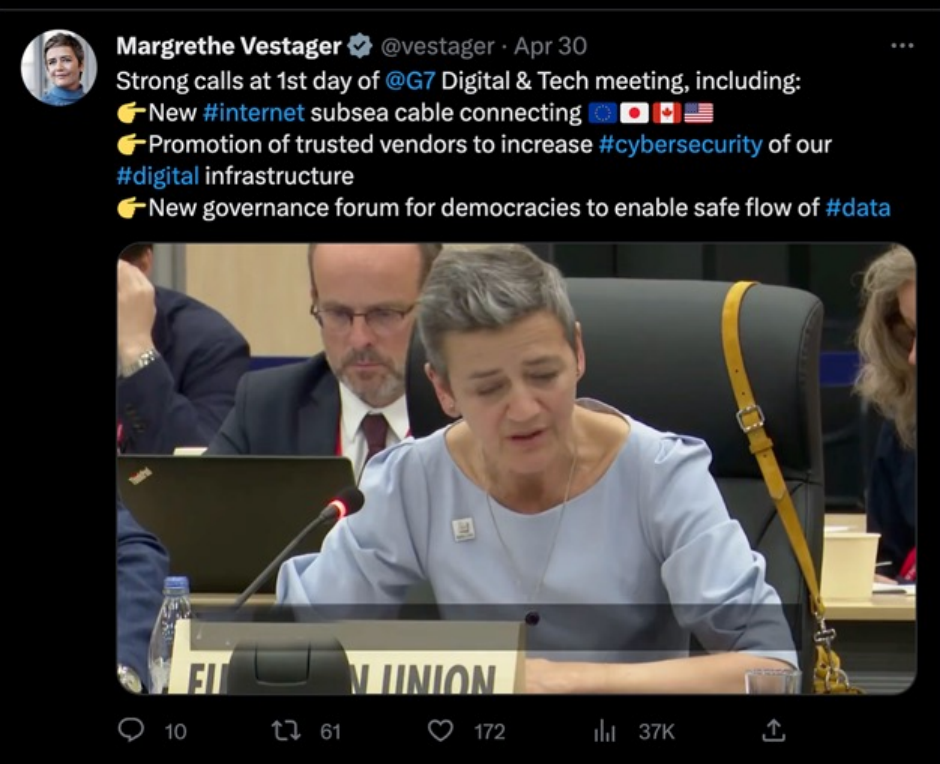 Margrethe Vestager @vestager · Apr 30
Strong calls at 1st day of @G7 Digital & Tech meeting, including:
👉New #internet subsea cable connecting 🇪🇺🇯🇵🇨🇦🇺🇸
👉Promotion of trusted vendors to increase #cybersecurity of our
#digital infrastructure
👉New governance forum for democracies to enable safe flow of #data
ThinkPad
EU N UNION
10 61 172 37K